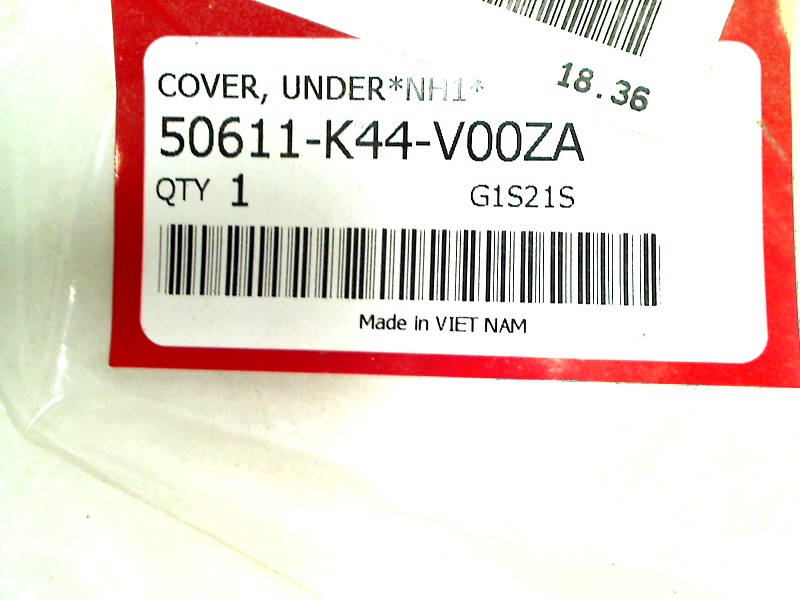 18.36
COVER, UNDER*NH1*
50611-K44-V00ZA
QTY 1 G1S21S
Made in VIET NAM